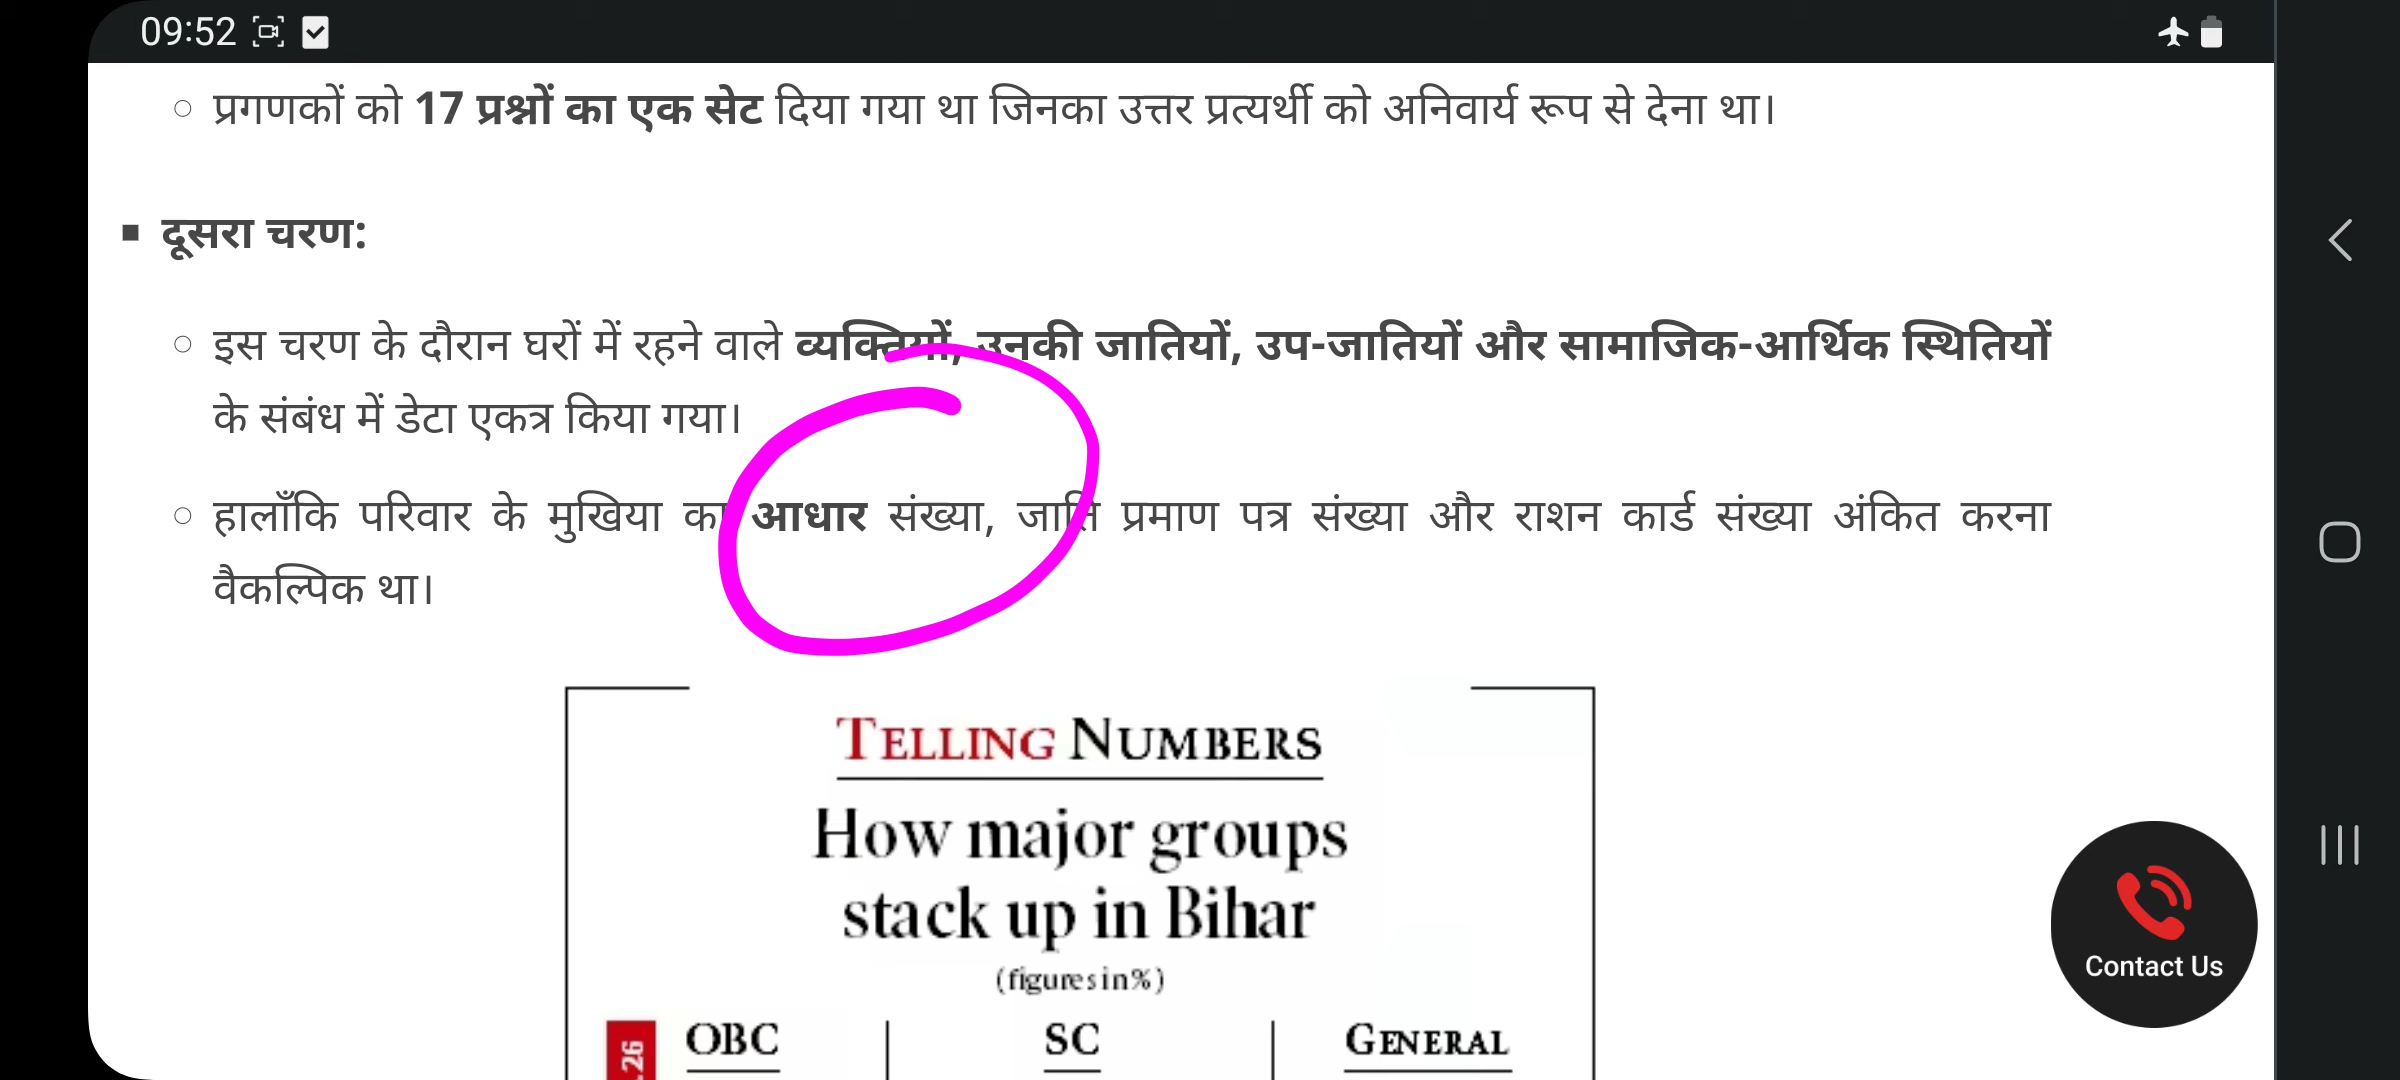 09:52
प्रगणकों को 17 प्रश्नों का एक सेट दिया गया था जिनका उत्तर प्रत्यर्थी को अनिवार्य रूप से देना था।
दूसरा चरण:
इस चरण के दौरान घरों में रहने वाले व्यक्तियों, उनकी जातियों, उप-जातियों और सामाजिक-आर्थिक स्थितियों
के संबंध में डेटा एकत्र किया गया।
हालाँकि परिवार के मुखिया का आधार संख्या, जाति प्रमाण पत्र संख्या और राशन कार्ड संख्या अंकित करना
वैकल्पिक था।
TELLING NUMBERS
How major groups
stack up in Bihar
(figures in %)
OBC SC GENERAL
.26
Contact Us